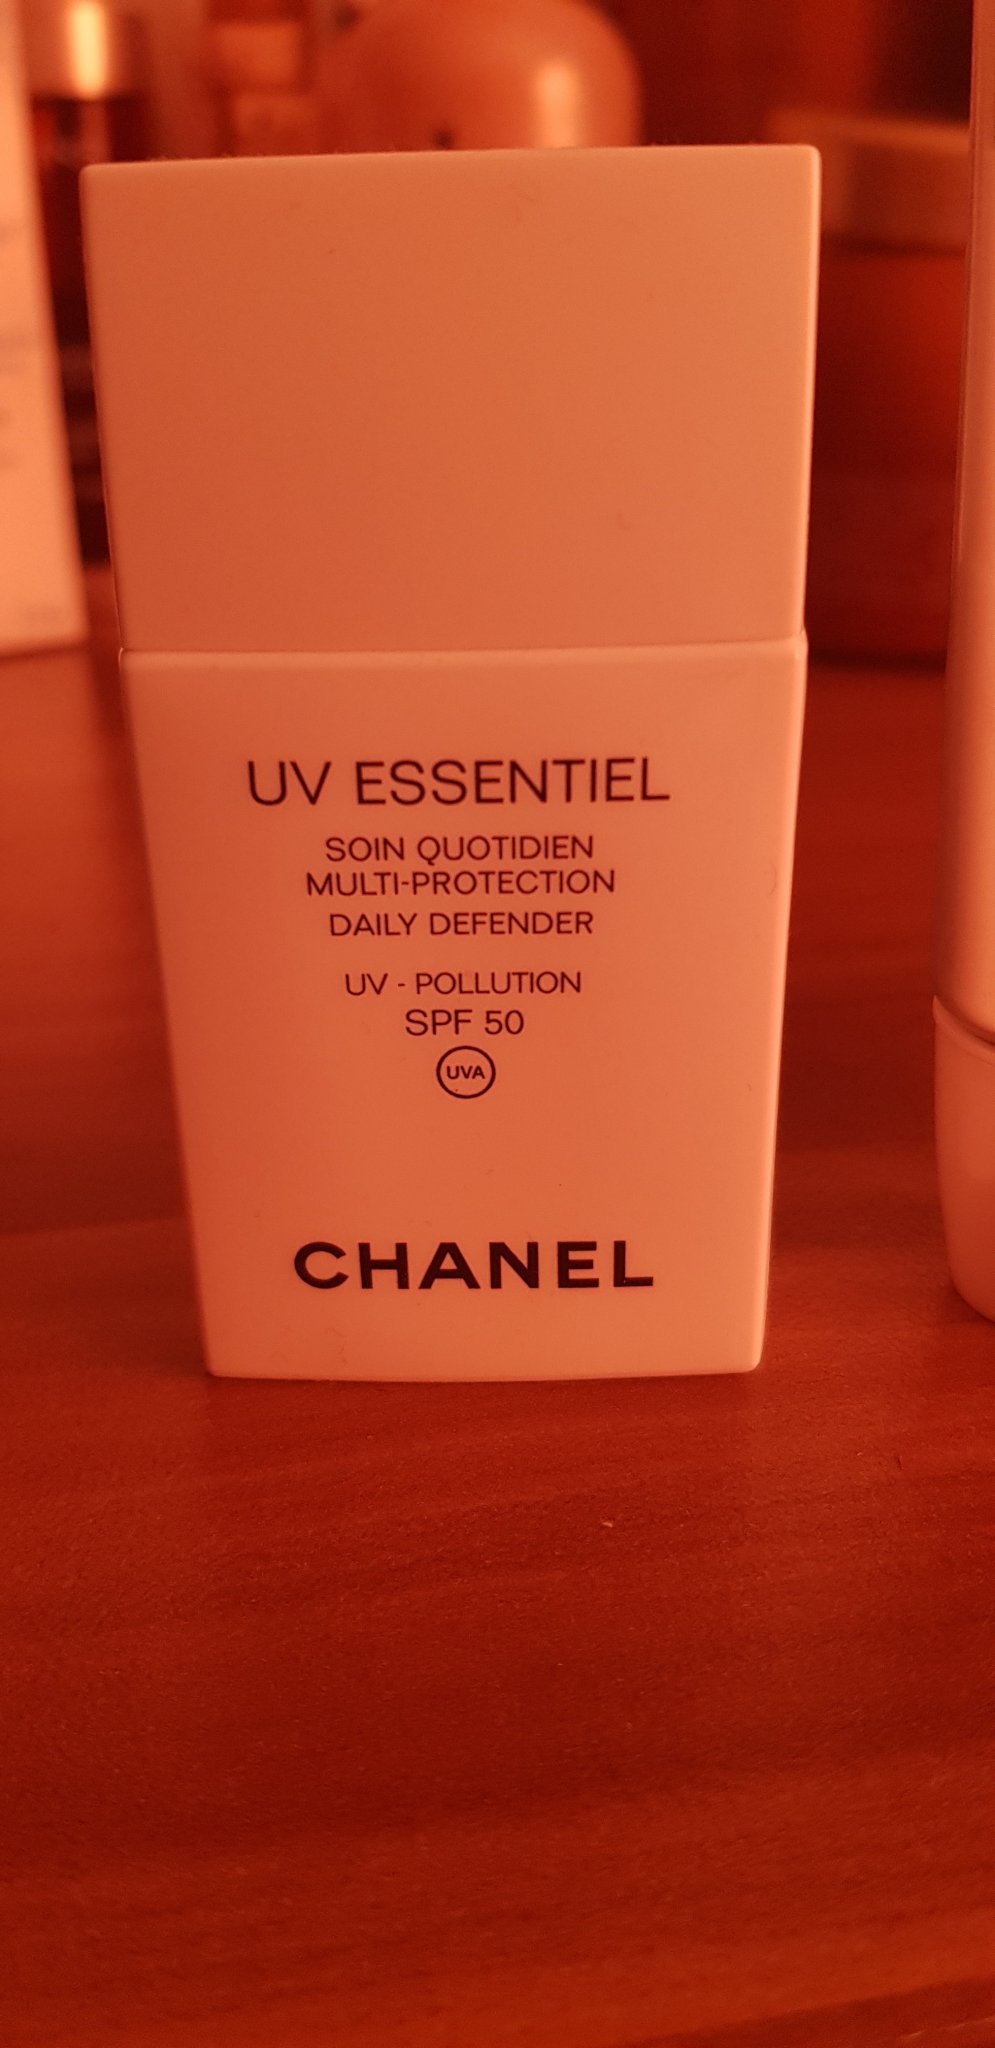 UV ESSENTIEL
SOIN QUOTIDIEN
MULTI-PROTECTION
DAILY DEFENDER
UV - POLLUTION
SPF 50
UVA
CHANEL